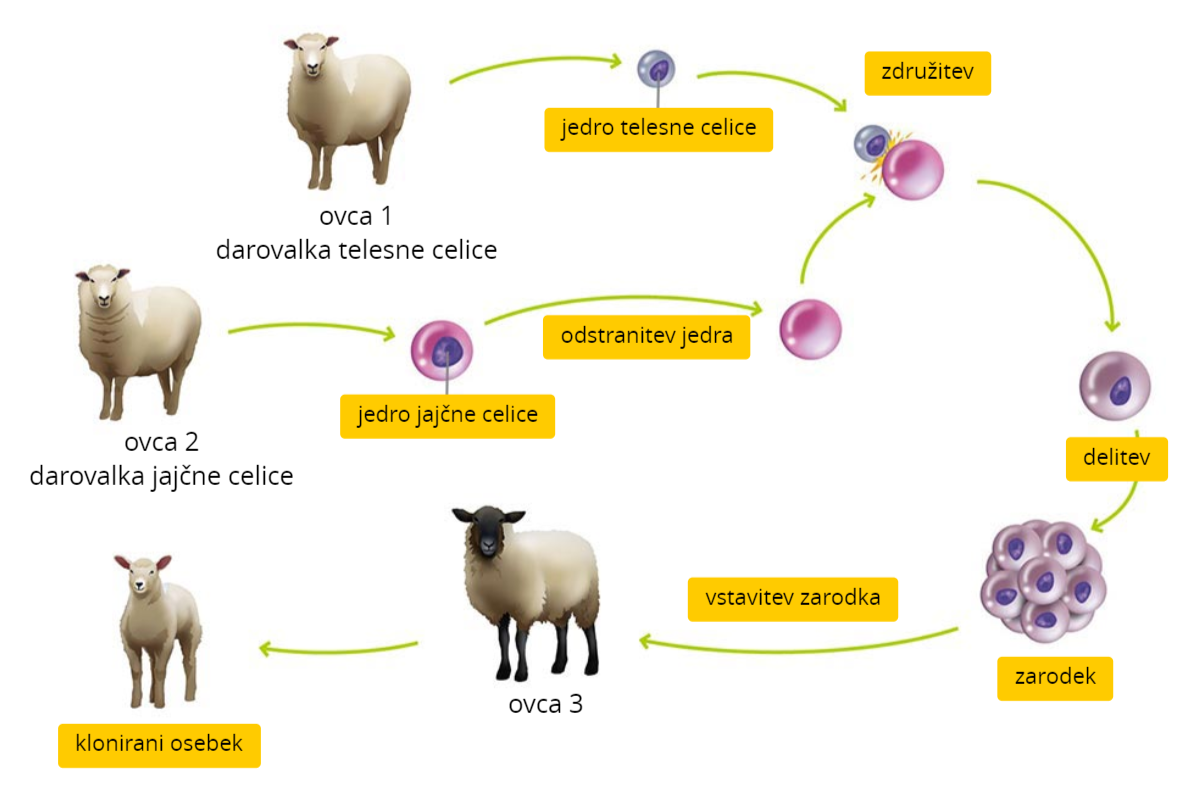 združitev
jedro telesne celice
ovca 1
darovalka telesne celice
odstranitev jedra
jedro jajčne celice
ovca 2
darovalka jajčne celice
delitev
vstavitev zarodka
zarodek
ovca 3
klonirani osebek